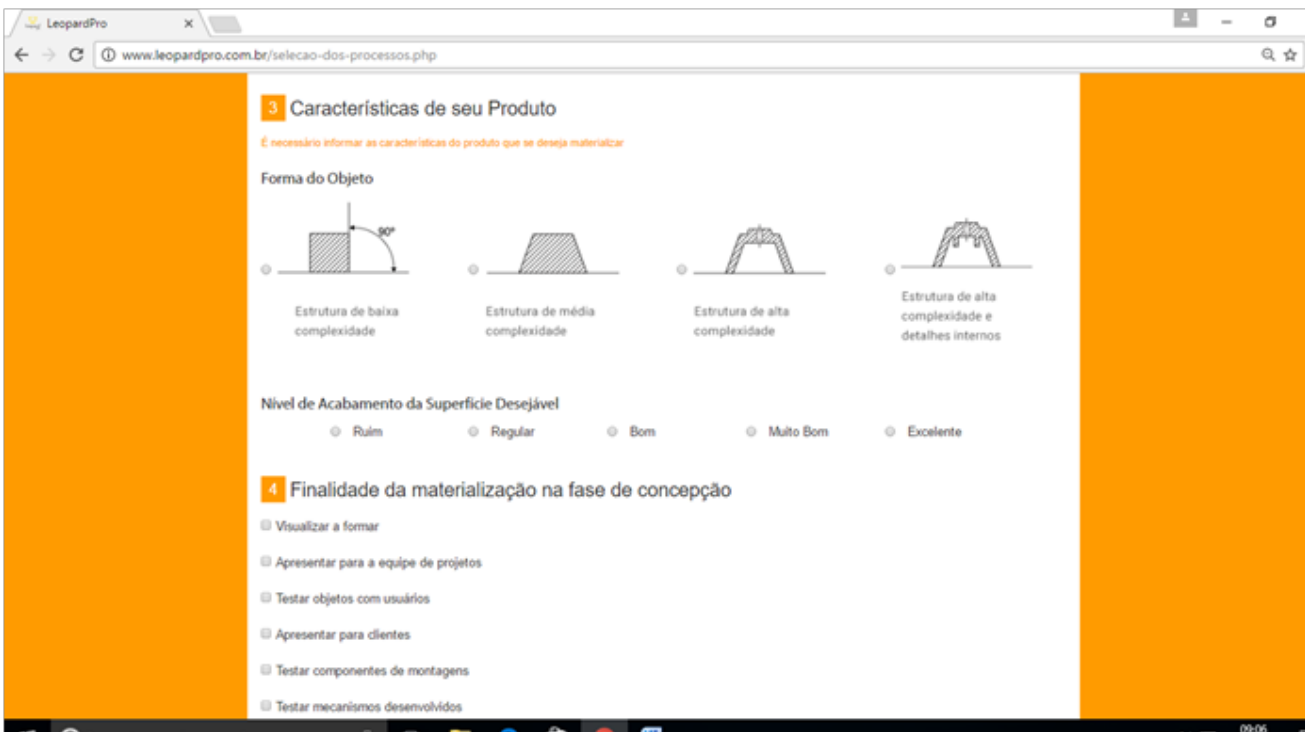 LeopardPro
www.leopardpro.com.br/selecao-dos-processos.php
3 Características de seu Produto
É necessário informar as características do produto que se deseja materializar
Forma do Objeto
90º
Estrutura de baixa
complexidade
Estrutura de média
complexidade
Estrutura de alta
complexidade
Estrutura de alta
complexidade e
detalhes internos
Nível de Acabamento da Superfície Desejável
Ruim Regular Bom Muito Bom Excelente
4 Finalidade da materialização na fase de concepção
Visualizar a formar
Apresentar para a equipe de projetos
Testar objetos com usuários
Apresentar para clientes
Testar componentes de montagens
Testar mecanismos desenvolvidos
09:06